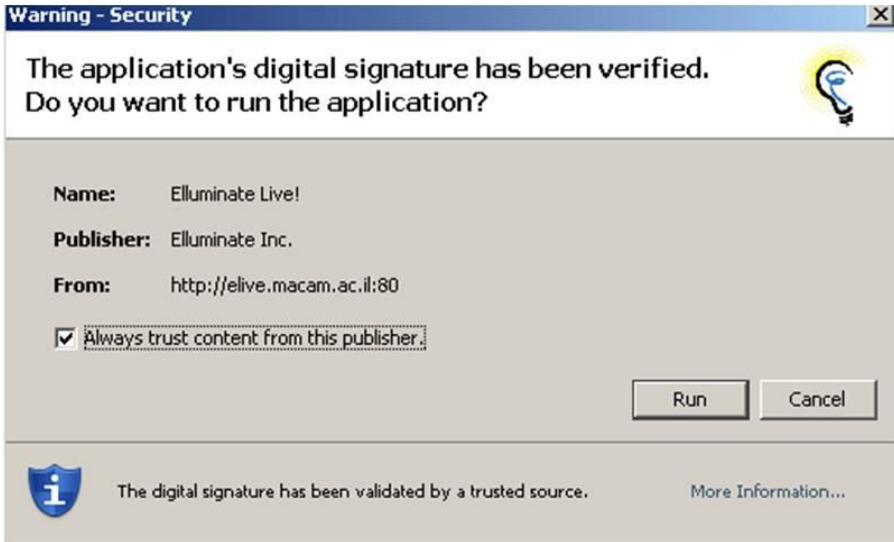 Warning - Security
The application's digital signature has been verified.
Do you want to run the application?
Name: Elluminate Live!
Publisher: Elluminate Inc.
From: http://elive.macam.ac.il:80
Always trust content from this publisher.
Run Cancel
The digital signature has been validated by a trusted source. More Information...